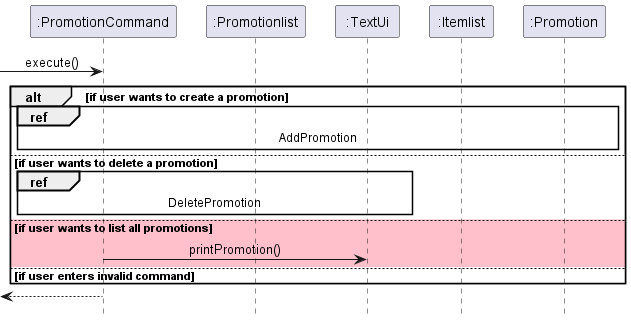 :PromotionCommand :Promotionlist :TextUi :Itemlist :Promotion
execute()
alt [if user wants to create a promotion]
ref
AddPromotion
[if user wants to delete a promotion]
ref
DeletePromotion
[if user wants to list all promotions]
printPromotion()
[if user enters invalid command]